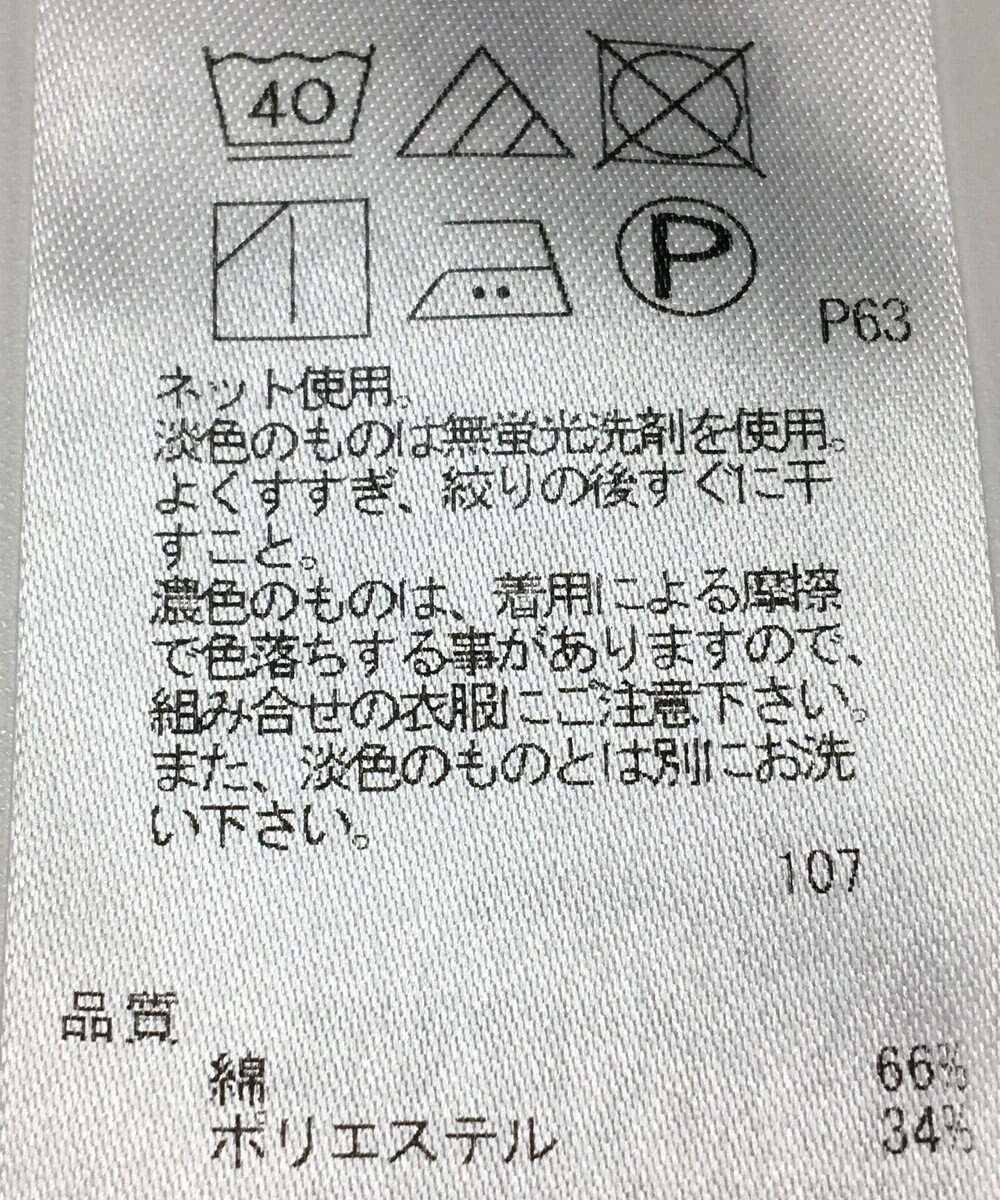 40
P
P63
ネット使用。
淡色のものは無蛍光洗剤を使用。
よくすすぎ、絞りの後すぐに干
すこと。
濃色のものは、着用による摩擦
で色落ちする事がありますので、
組み合せの衣服にご注意下さい。
また、淡色のものとは別にお洗
い下さい。
107
品質
綿 66%
ポリエステル 34%